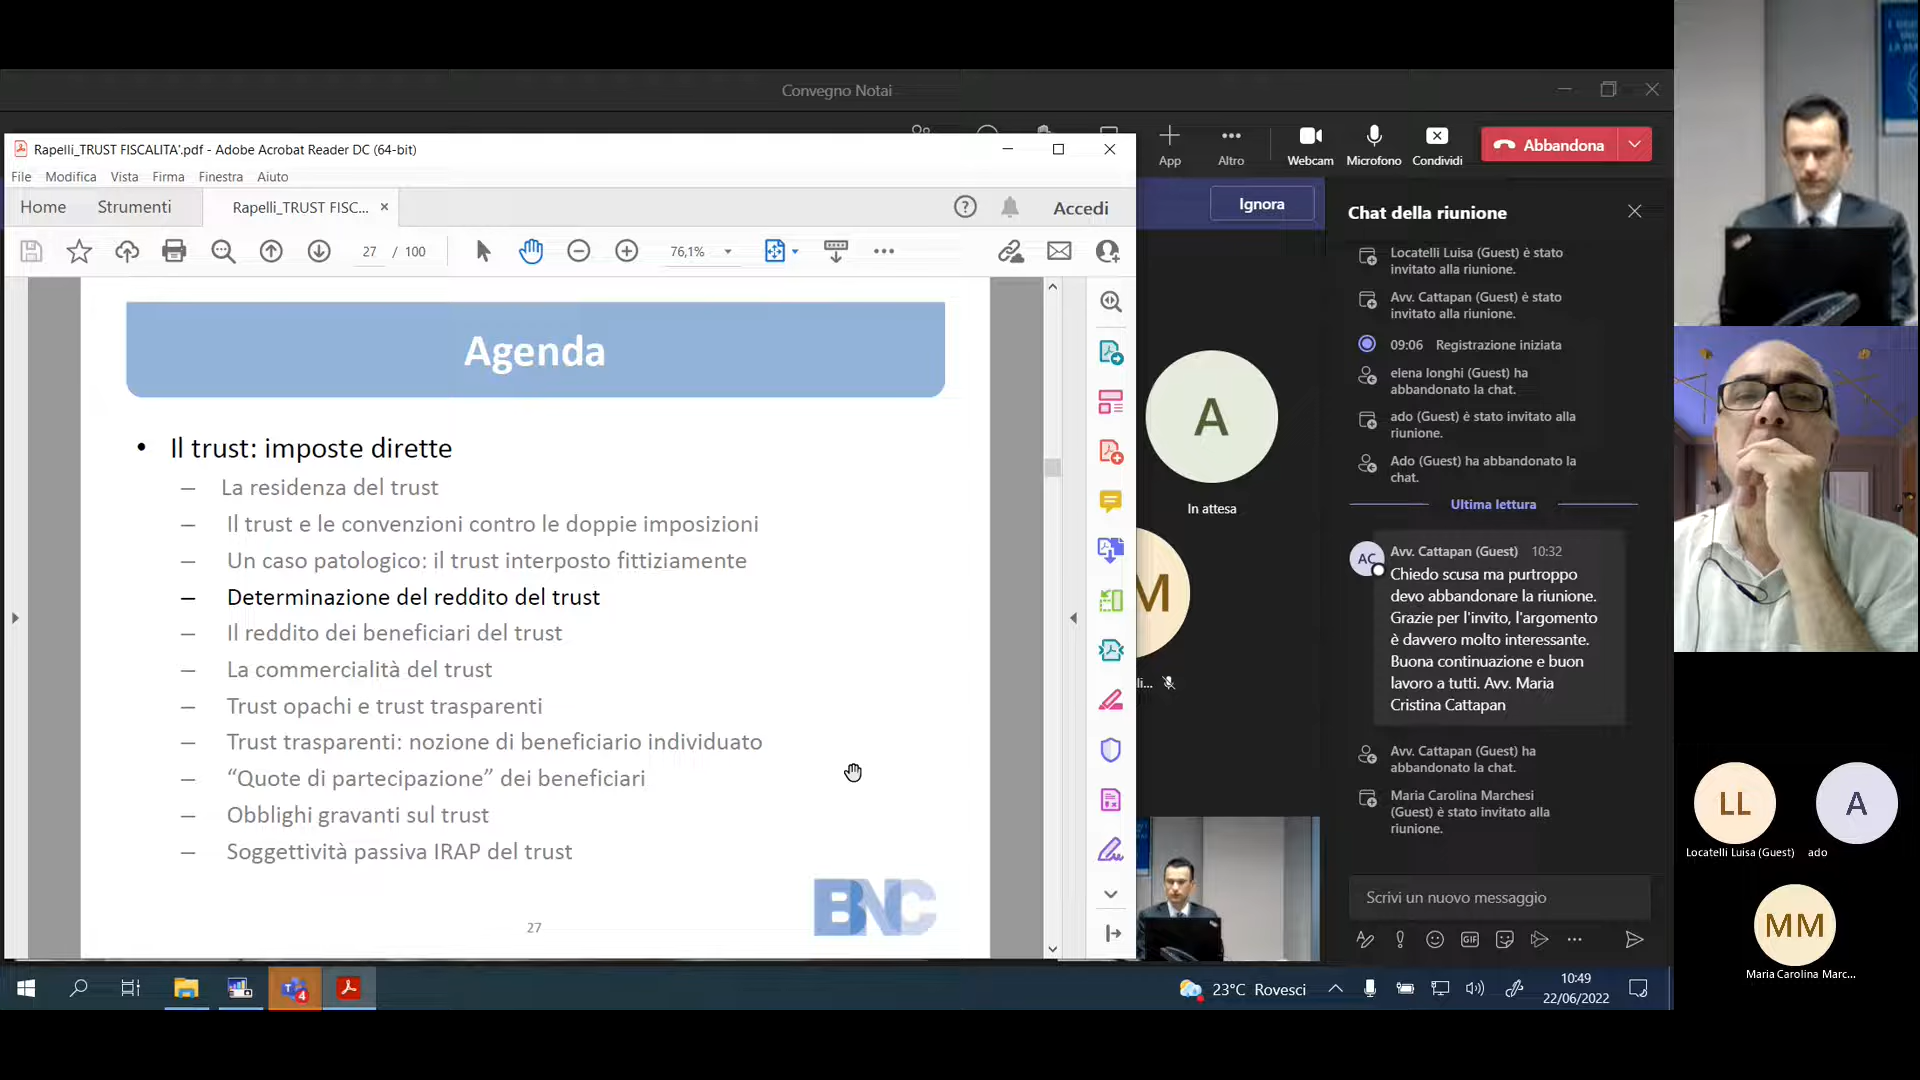 Convegno Notai
App
Altro
Webcam
Microfono
Condividi
Abbandona
Rapelli_TRUST FISCALITA'.pdf - Adobe Acrobat Reader DC (64-bit)
File Modifica Vista Firma Finestra Aiuto
Home Strumenti Rapelli_TRUST FISC... Accedi
27 / 100 76,1%
Ignora
Agenda
• Il trust: imposte dirette
– La residenza del trust
– Il trust e le convenzioni contro le doppie imposizioni
– Un caso patologico: il trust interposto fittiziamente
– Determinazione del reddito del trust
– Il reddito dei beneficiari del trust
– La commercialità del trust
– Trust opachi e trust trasparenti
– Trust trasparenti: nozione di beneficiario individuato
– “Quote di partecipazione” dei beneficiari
– Obblighi gravanti sul trust
– Soggettività passiva IRAP del trust
27
BNC
A
In attesa
M
li...
Chat della riunione
Locatelli Luisa (Guest) è stato
invitato alla riunione.
Avv. Cattapan (Guest) è stato
invitato alla riunione.
09:06 Registrazione iniziata
elena longhi (Guest) ha
abbandonato la chat.
ado (Guest) è stato invitato alla
riunione.
Ado (Guest) ha abbandonato la
chat.
Ultima lettura
AC
Avv. Cattapan (Guest) 10:32
Chiedo scusa ma purtroppo
devo abbandonare la riunione.
Grazie per l'invito, l'argomento
è davvero molto interessante.
Buona continuazione e buon
lavoro a tutti. Avv. Maria
Cristina Cattapan
Avv. Cattapan (Guest) ha
abbandonato la chat.
Maria Carolina Marchesi
(Guest) è stato invitato alla
riunione.
Scrivi un nuovo messaggio
GIF
LL
Locatelli Luisa (Guest)
A
ado
MM
Maria Carolina Marc...
4
23°C Rovesci
10:49
22/06/2022